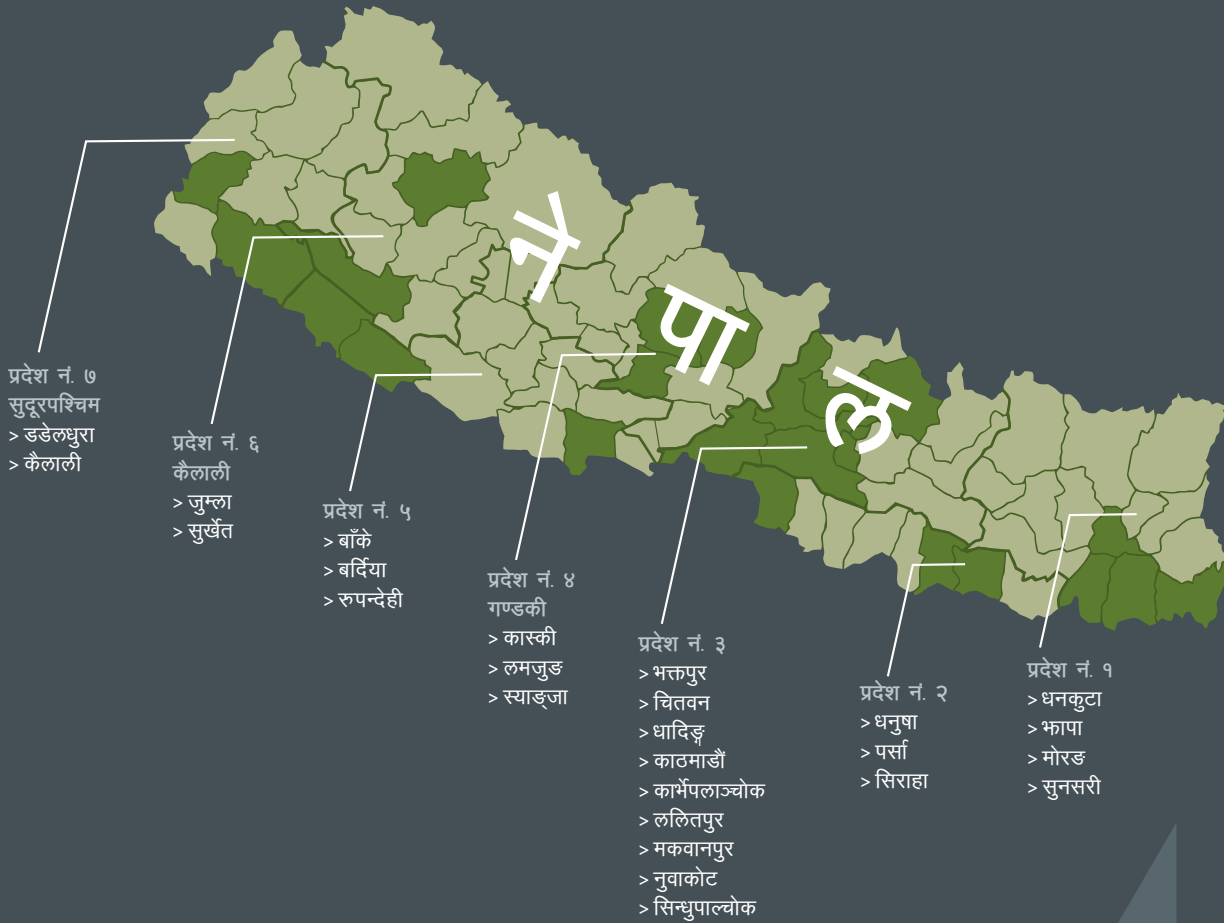 नेपाल
प्रदेश नं. ७
सुदूरपश्चिम
> डडेलधुरा
> कैलाली
प्रदेश नं. ६
कैलाली
> जुम्ला
> सुर्खेत
प्रदेश नं. ५
> बाँके
> बर्दिया
> रुपन्देही
प्रदेश नं. ४
गण्डकी
> कास्की
> लमजुङ
> स्याङ्जा
प्रदेश नं. ३
> भक्तपुर
> चितवन
> धादिङ्ग
> काठमाडौं
> कार्भेपलाञ्चोक
> ललितपुर
> मकवानपुर
> नुवाकोट
> सिन्धुपाल्चोक
प्रदेश नं. २
> धनुषा
> पर्सा
> सिराहा
प्रदेश नं. १
> धनकुटा
> झापा
> मोरङ
> सुनसरी